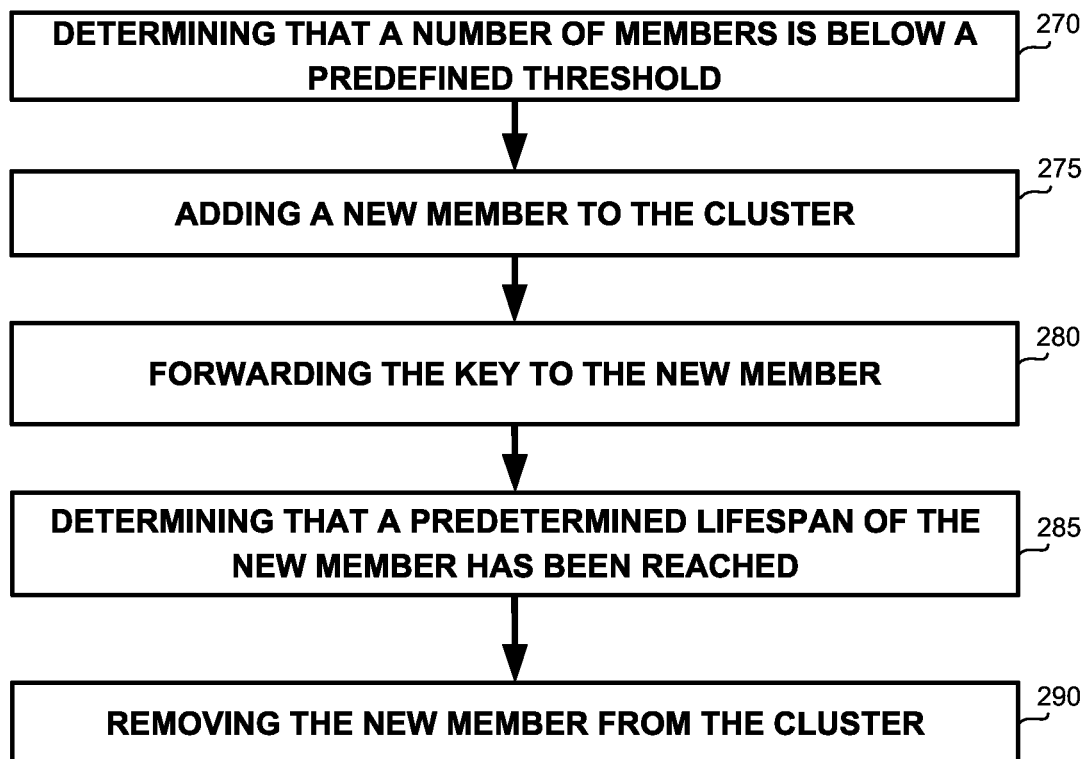 DETERMINING THAT A NUMBER OF MEMBERS IS BELOW A
PREDEFINED THRESHOLD
270
ADDING A NEW MEMBER TO THE CLUSTER
275
FORWARDING THE KEY TO THE NEW MEMBER
280
DETERMINING THAT A PREDETERMINED LIFESPAN OF THE
NEW MEMBER HAS BEEN REACHED
285
REMOVING THE NEW MEMBER FROM THE CLUSTER
290